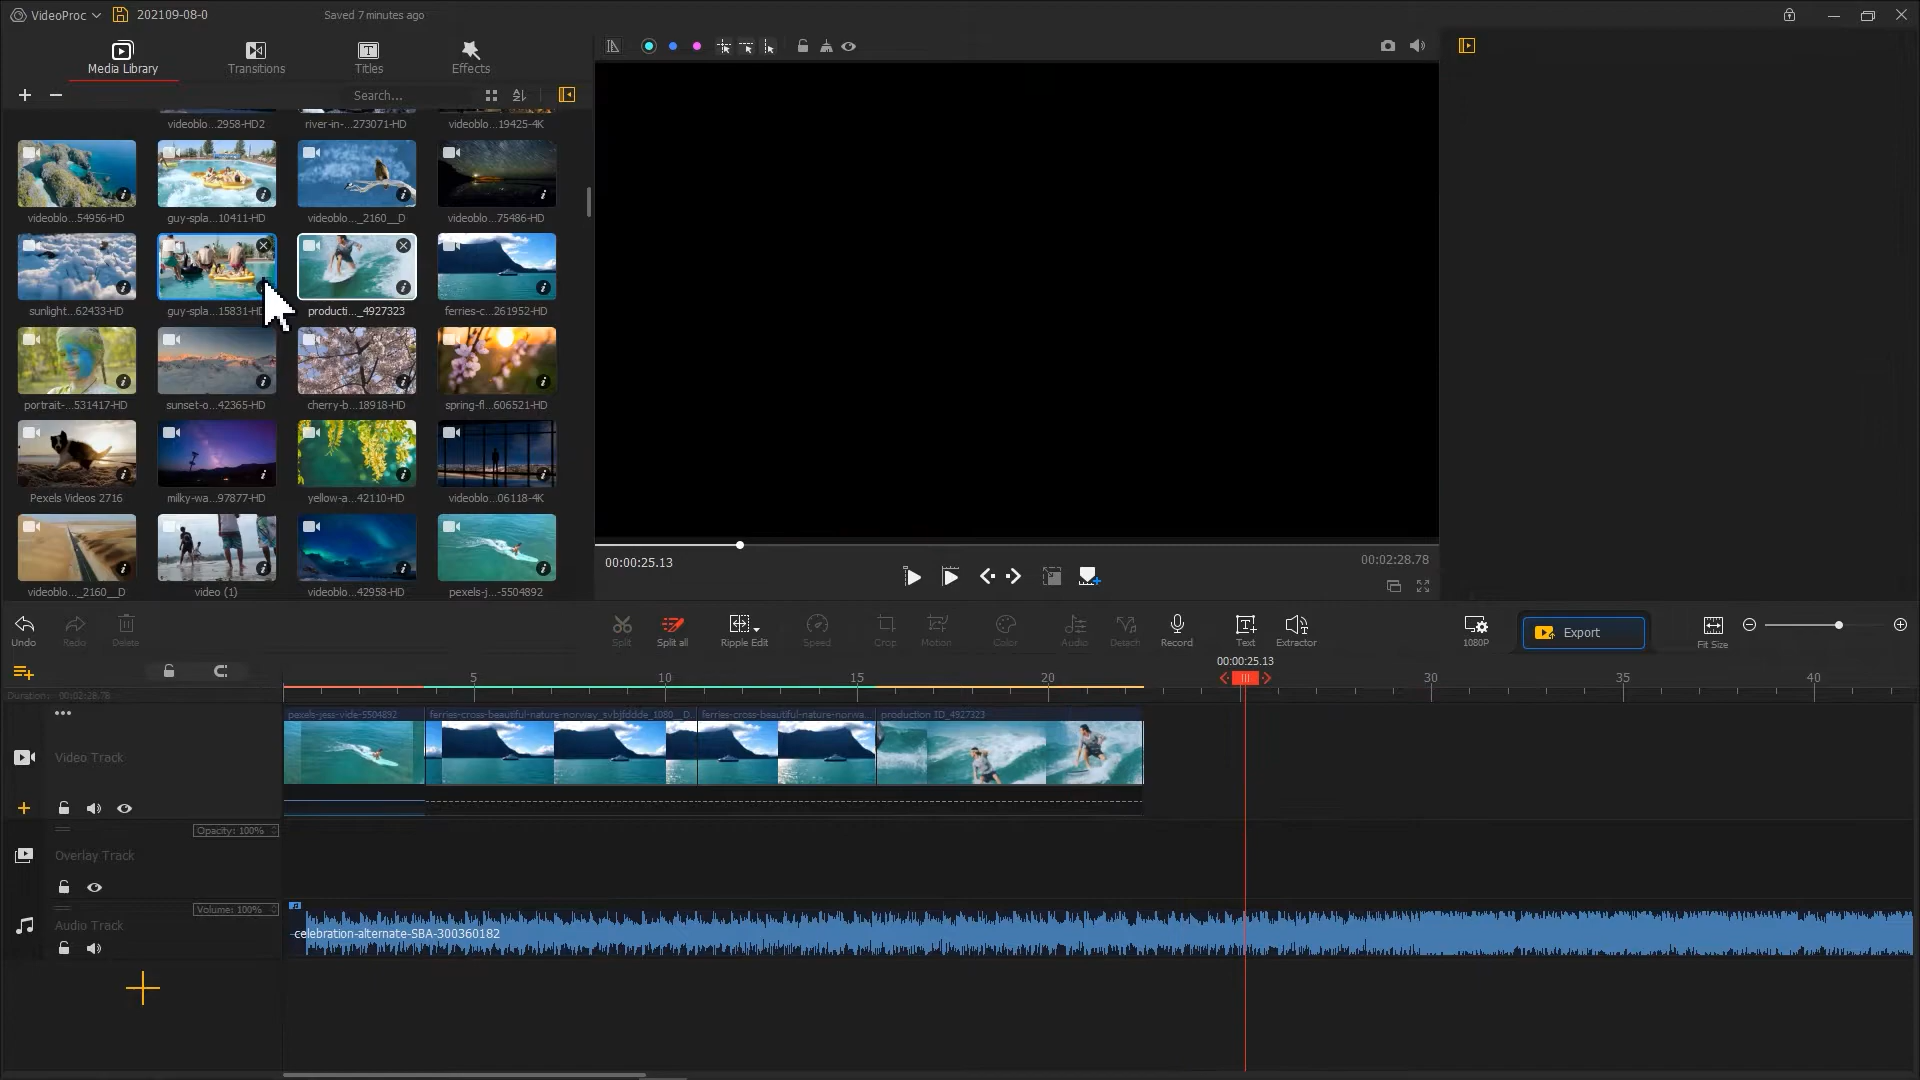 VideoProc
202109-08-0
Saved 7 minutes ago
Media Library
Transitions
Titles
Effects
Search...
videoblo...2958-HD2
river-in-...273071-HD
videoblo...19425-4K
videoblo...54956-HD
guy-spla...10411-HD
videoblo..._2160__D
videoblo...75486-HD
sunlight...62433-HD
guy-spla...15831-HD
producti..._4927323
ferries-c...261952-HD
portrait-...531417-HD
sunset-o...42365-HD
cherry-b...18918-HD
spring-fl...606521-HD
Pexels Videos 2716
milky-wa...97877-HD
yellow-a...42110-HD
videoblo...06118-4K
videoblo..._2160__D
video (1)
videoblo...42958-HD
pexels-j...-5504892
00:00:25.13
00:02:28.78
Undo
Redo
Delete
Split
Split all
Ripple Edit
Speed
Crop
Motion
Color
Audio
Detach
Record
Text
Extractor
1080P
Export
Fit Size
00:00:25.13
5
10
15
20
30
35
40
Duration: 00:02:28.78
pexels-jess-vide-5504892
ferries-cross-beautiful-nature-norway_svbjfddde_1080__D...
ferries-cross-beautiful-nature-norwa...
production ID_4927323
Video Track
Opacity: 100%
Overlay Track
Volume: 100%
Audio Track
celebration-alternate-SBA-300360182